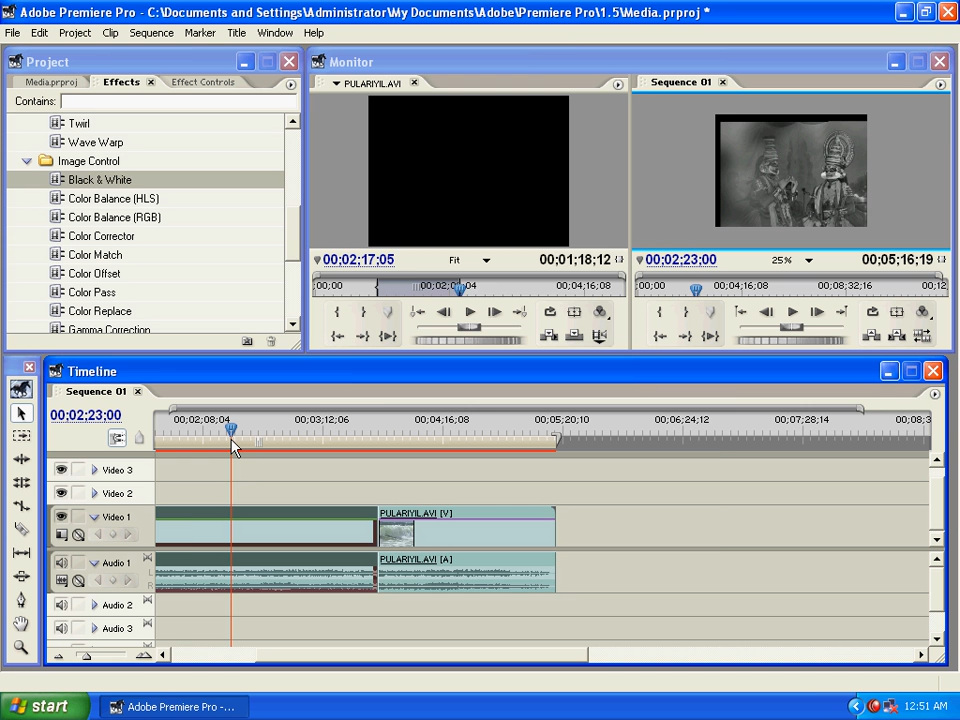 Adobe Premiere Pro - C:\Documents and Settings\Administrator\My Documents\Adobe\Premiere Pro\1.5\Media.prproj *
File Edit Project Clip Sequence Marker Title Window Help
Project
Media.prproj Effects Effect Controls
Contains:
Twirl
Wave Warp
Image Control
Black & White
Color Balance (HLS)
Color Balance (RGB)
Color Corrector
Color Match
Color Offset
Color Pass
Color Replace
Gamma Correction
Monitor
PULARIYIL.AVI
Sequence 01
00;02;17;05 Fit 00;01;18;12
00;02;23;00 25% 00;05;16;19
;00;00 00;02;0 ;04 00;04;16;08
00;00 00;04;16;08 00;08;32;16 00;12
Timeline
Sequence 01
00;02;23;00
00;02;08;04 00;03;12;06 00;04;16;08 00;05;20;10 00;06;24;12 00;07;28;14 00;08;3
Video 3
Video 2
Video 1
PULARIYIL.AVI [V]
Audio 1
L
R
PULARIYIL.AVI [A]
Audio 2
Audio 3
start
Adobe Premiere Pro -...
12:51 AM